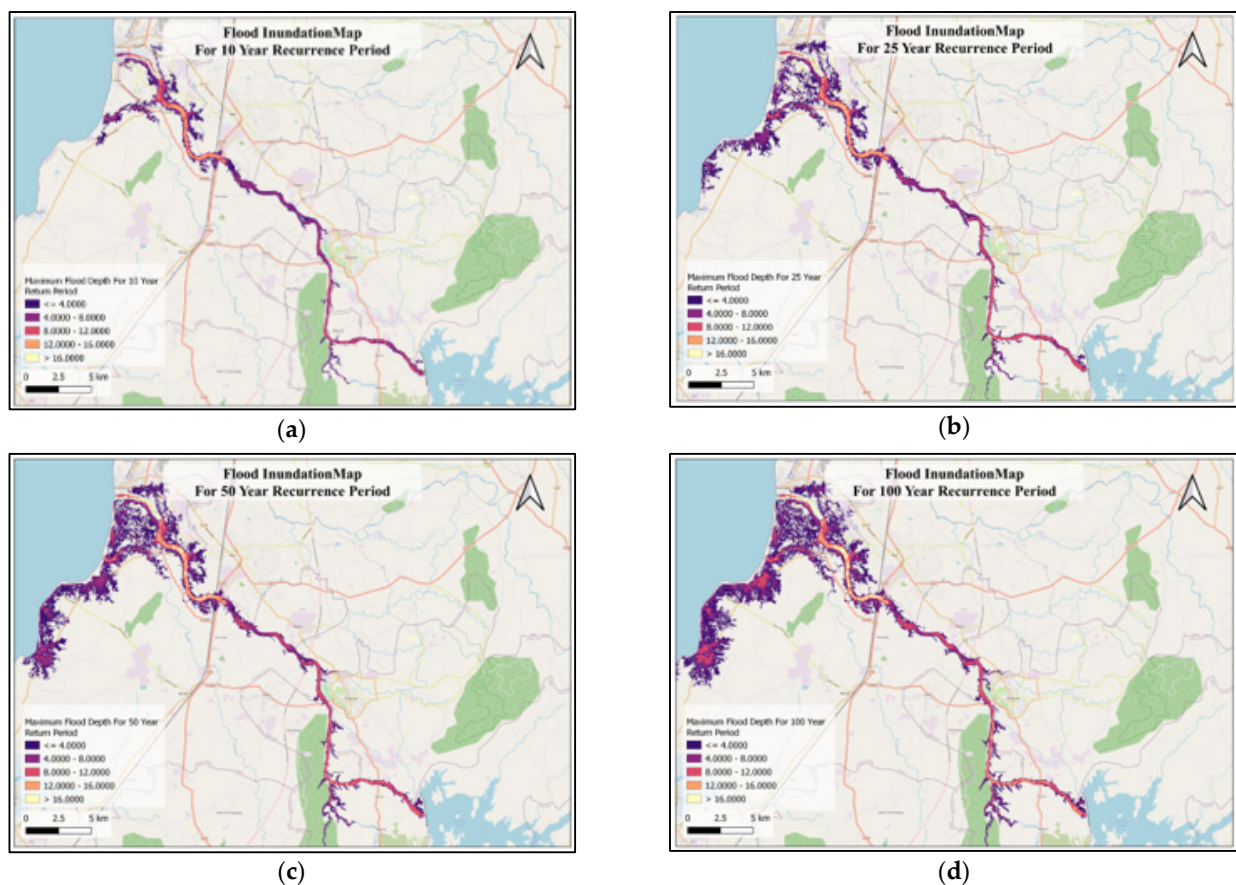 Flood InundationMap
For 10 Year Recurrence Period
Maximum Flood Depth For 10 Year
Return Period
<= 4.0000
4.0000 - 8.0000
8.0000 - 12.0000
12.0000 - 16.0000
> 16.0000
0 2.5 5 km
(a)
Flood InundationMap
For 25 Year Recurrence Period
Maximum Flood Depth For 25 Year
Return Period
<= 4.0000
4.0000 - 8.0000
8.0000 - 12.0000
12.0000 - 16.0000
> 16.0000
0 2.5 5 km
(b)
Flood InundationMap
For 50 Year Recurrence Period
Maximum Flood Depth For 50 Year
Return Period
<= 4.0000
4.0000 - 8.0000
8.0000 - 12.0000
12.0000 - 16.0000
> 16.0000
0 2.5 5 km
(c)
Flood InundationMap
For 100 Year Recurrence Period
Maximum Flood Depth For 100 Year
Return Period
<= 4.0000
4.0000 - 8.0000
8.0000 - 12.0000
12.0000 - 16.0000
> 16.0000
0 2.5 5 km
(d)